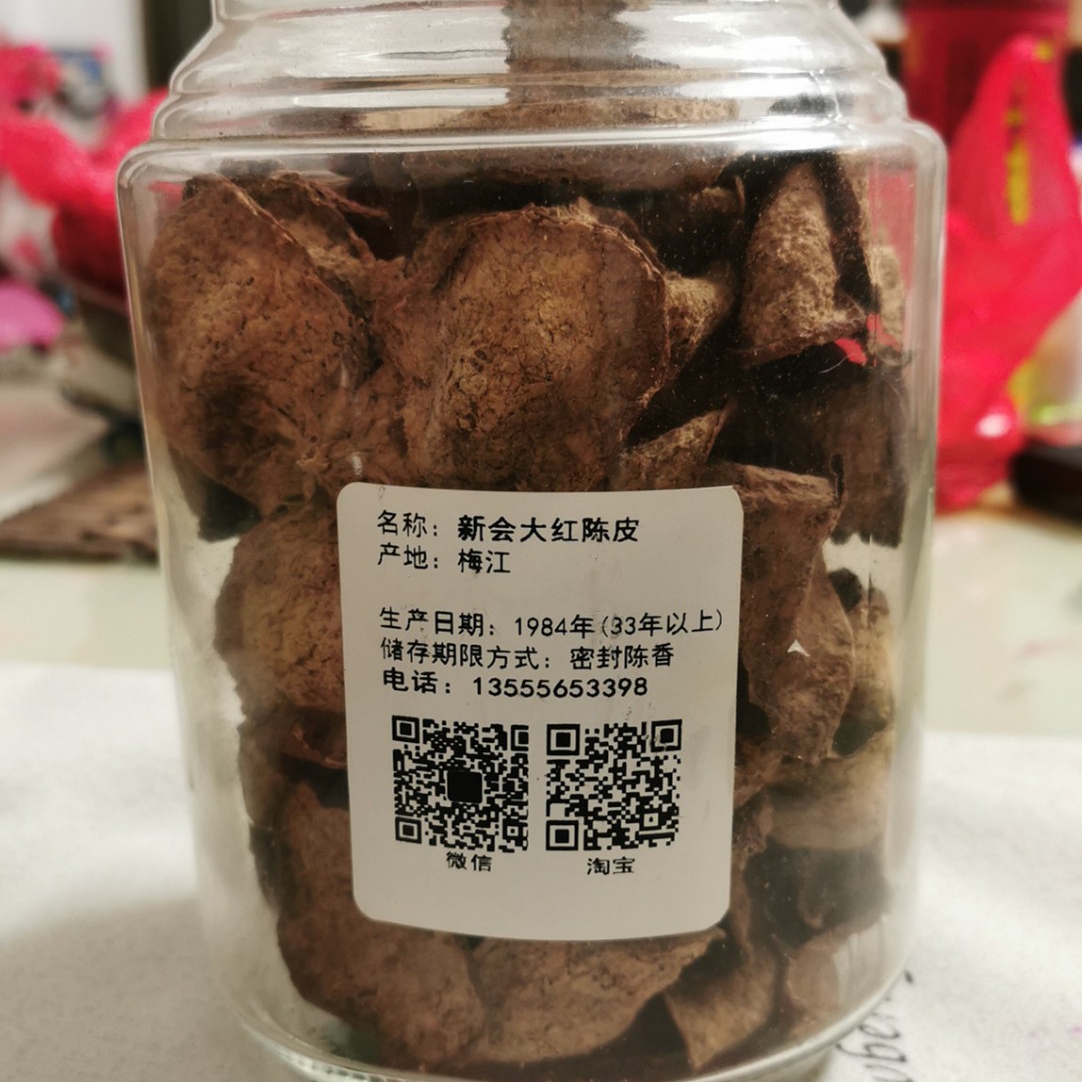 名称：新会大红陈皮
产地：梅江
生产日期：1984年(33年以上)
储存期限方式：密封陈香
电话：13555653398
微信 淘宝